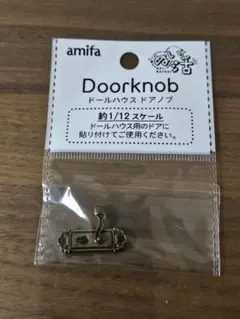 amifa
Doorknob
ドールハウス ドアノブ
約1/12スケール
ドールハウス用のドアに
貼り付けてご使用ください。